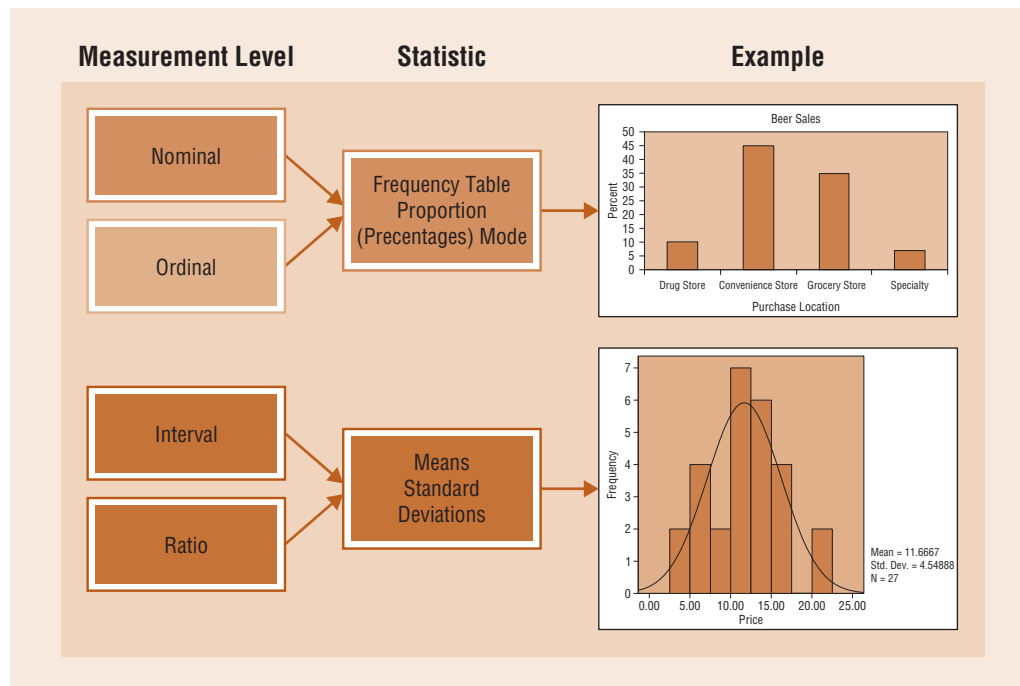 Measurement Level
Statistic
Example
Nominal
Ordinal
Frequency Table
Proportion
(Precentages) Mode
Beer Sales
50
45
40
35
30
25
20
15
10
5
0
Percent
Drug Store
Convenience Store
Grocery Store
Specialty
Purchase Location
Interval
Ratio
Means
Standard
Deviations
7
6
5
4
3
2
1
0
Frequency
0.00
5.00
10.00
15.00
20.00
25.00
Price
Mean = 11.6667
Std. Dev. = 4.54888
N = 27